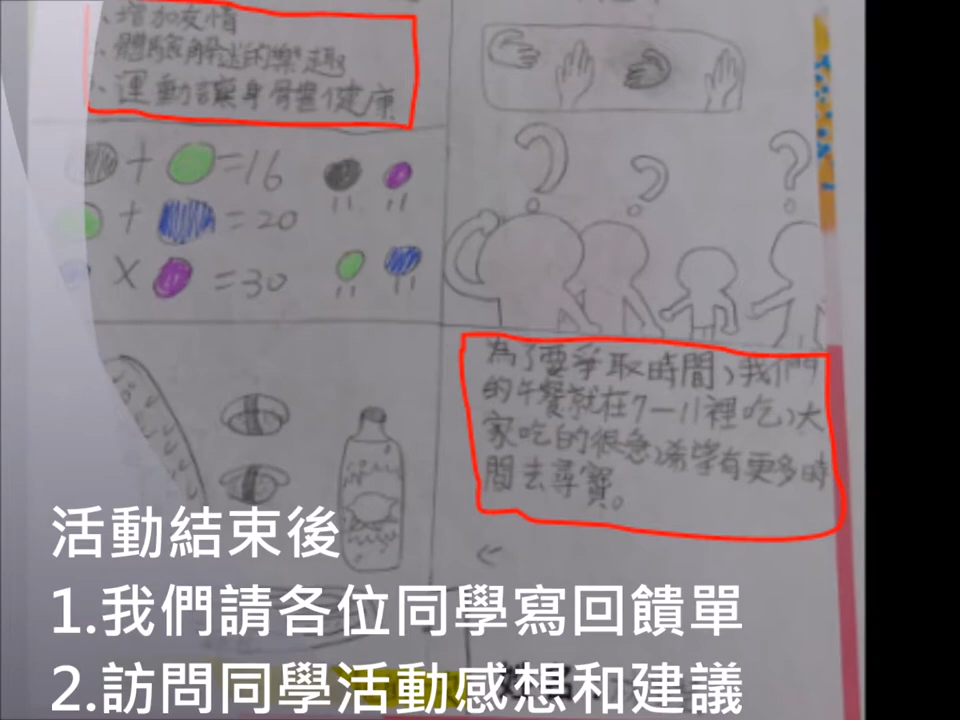 、增加友情
、體驗解迷的樂趣
、運動讓身骨豊健康
+ =16
+ =20
× =30
為了要爭取時間,我們
的午餐就在7-11裡吃,大
家吃的很急,希望有更多時
間去尋寶。
活動結束後
1.我們請各位同學寫回饋單
2.訪問同學活動感想和建議